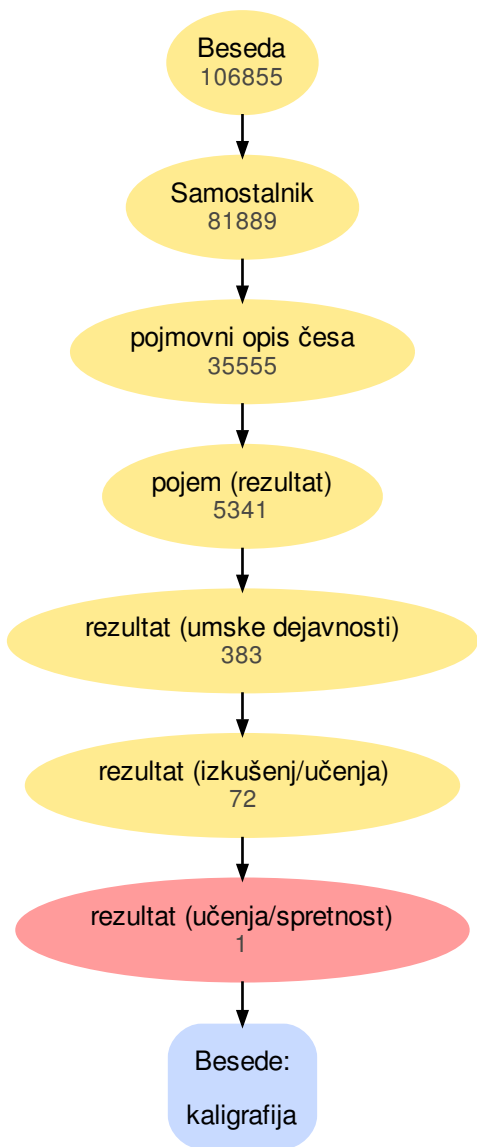 Beseda
106855
Samostalnik
81889
pojmovni opis česa
35555
pojem (rezultat)
5341
rezultat (umske dejavnosti)
383
rezultat (izkušenj/učenja)
72
rezultat (učenja/spretnost)
1
Besede:
kaligrafija